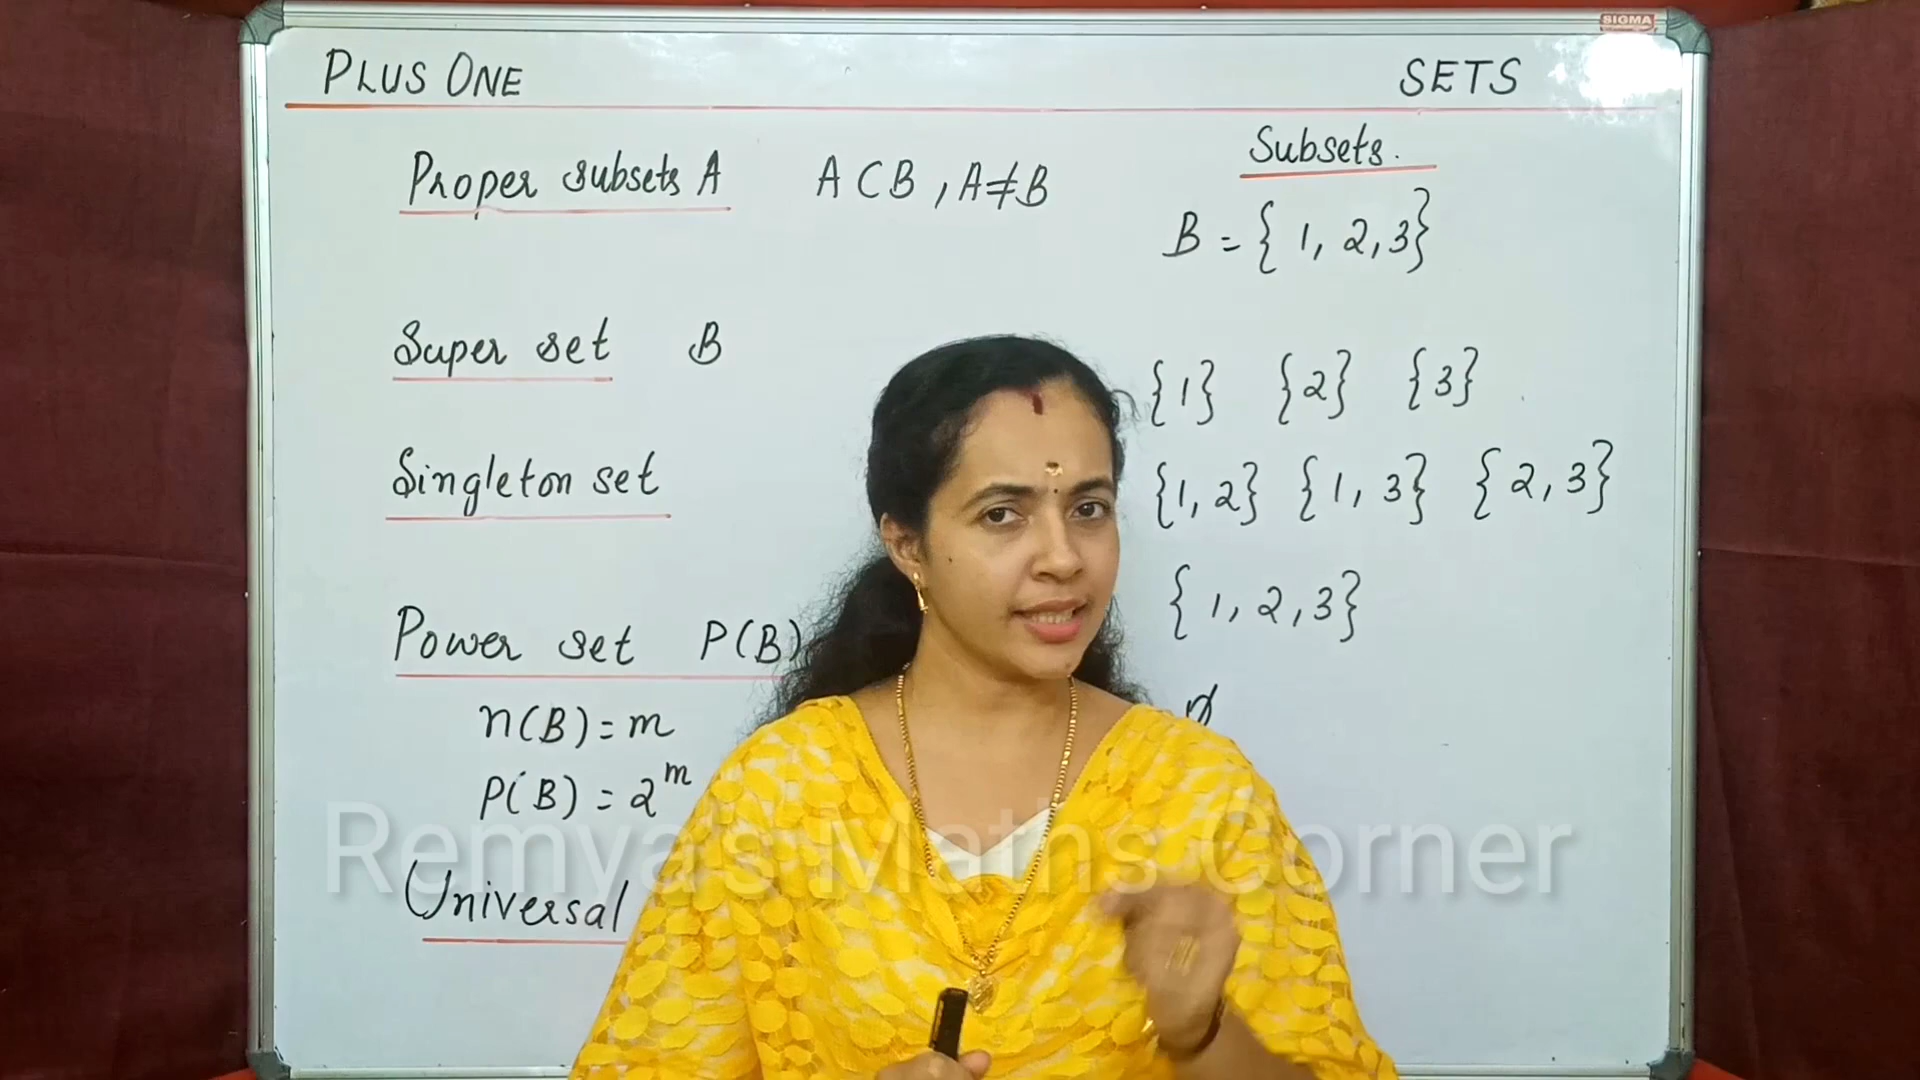 SIGMA
PLUS ONE SETS
Proper subsets A A ⊂ B , A ≠ B
Super set B
Singleton set
Power set P(B)
n(B) = m
P(B) = 2^m
Universal
Subsets.
B = { 1, 2, 3}
{1} {2} {3}
{1, 2} {1, 3} {2, 3}
{ 1, 2, 3}
∅
Remya's Maths Corner